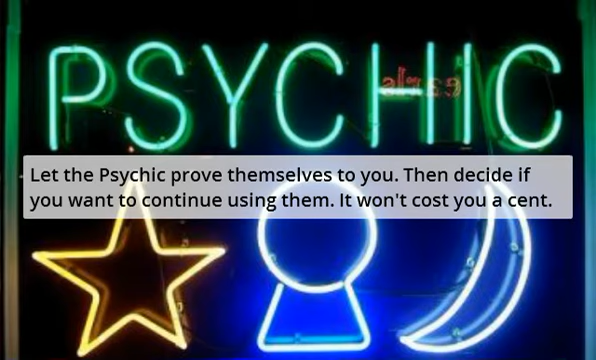 PSYCHIC
Let the Psychic prove themselves to you. Then decide if
you want to continue using them. It won't cost you a cent.